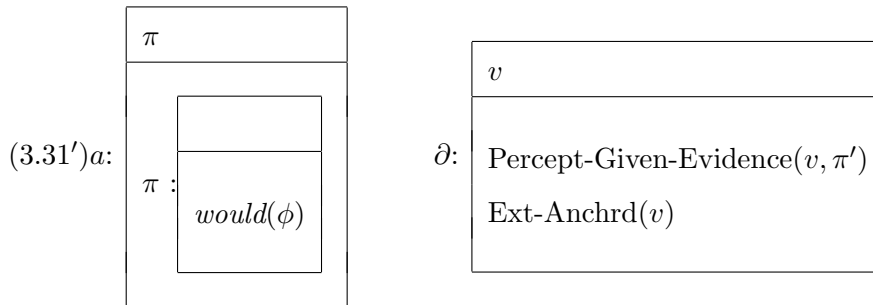 π
v
(3.31′)a:
π :
would(ϕ)
∂:
Percept-Given-Evidence(v, π′)
Ext-Anchrd(v)